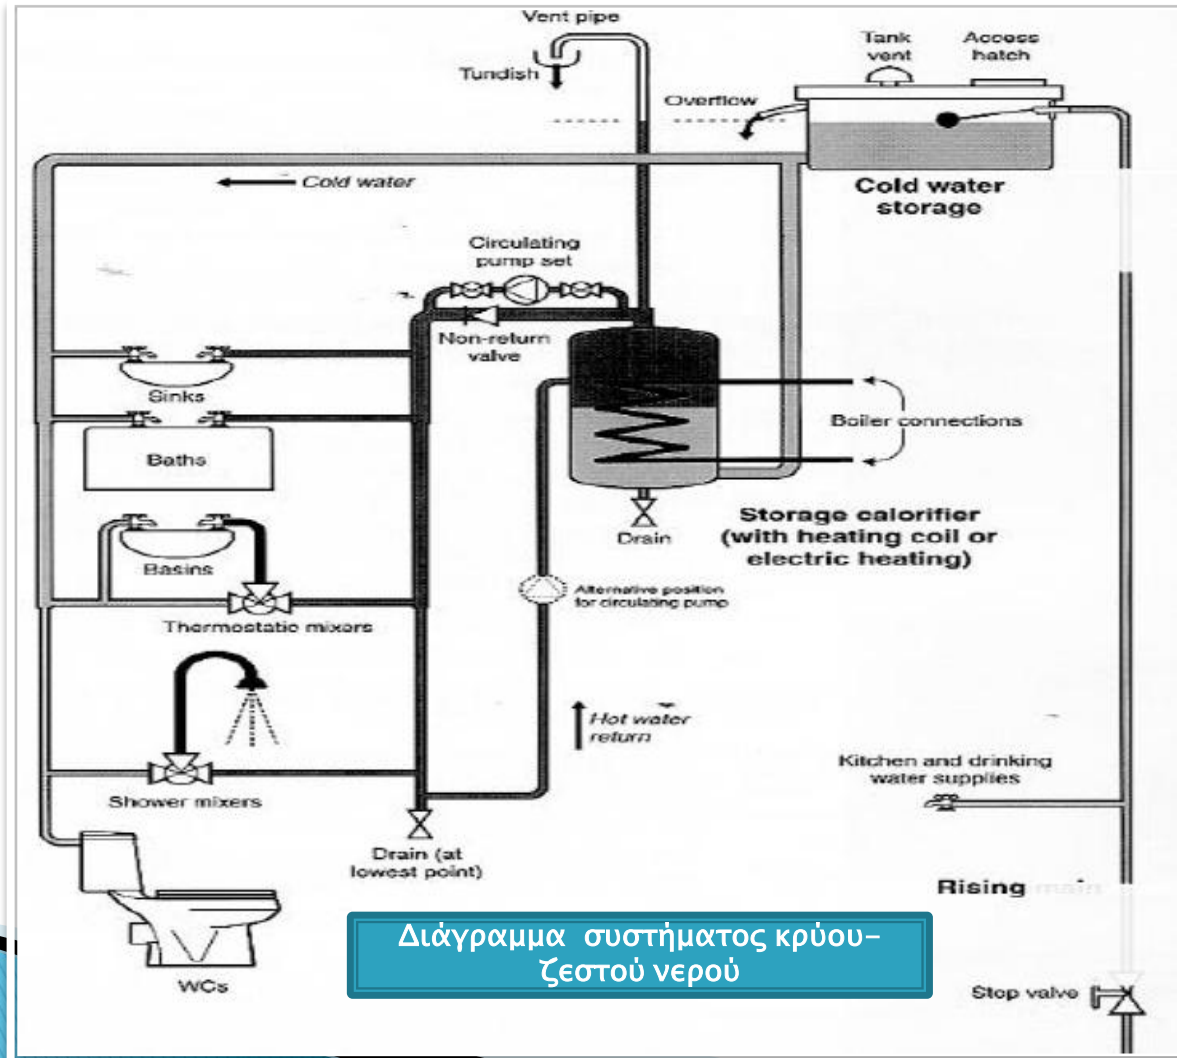 Vent pipe
Tank
vent
Access
hatch
Tundish
Overflow
Cold water
Cold water
storage
Circulating
pump set
Non-return
valve
Sinks
Boiler connections
Baths
Storage calorifier
(with heating coil or
electric heating)
Drain
Basins
Alternative position
for circulating pump
Thermostatic mixers
Hot water
return
Kitchen and drinking
water supplies
Shower mixers
Drain (at
lowest point)
Rising main
Διάγραμμα συστήματος κρύου–
ζεστού νερού
WCs
Stop valve